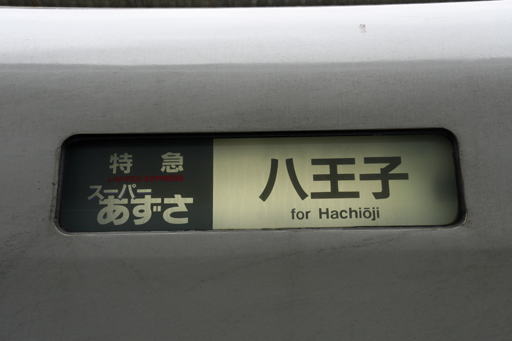 特急
スーパー
あずさ
八王子
for Hachiōji